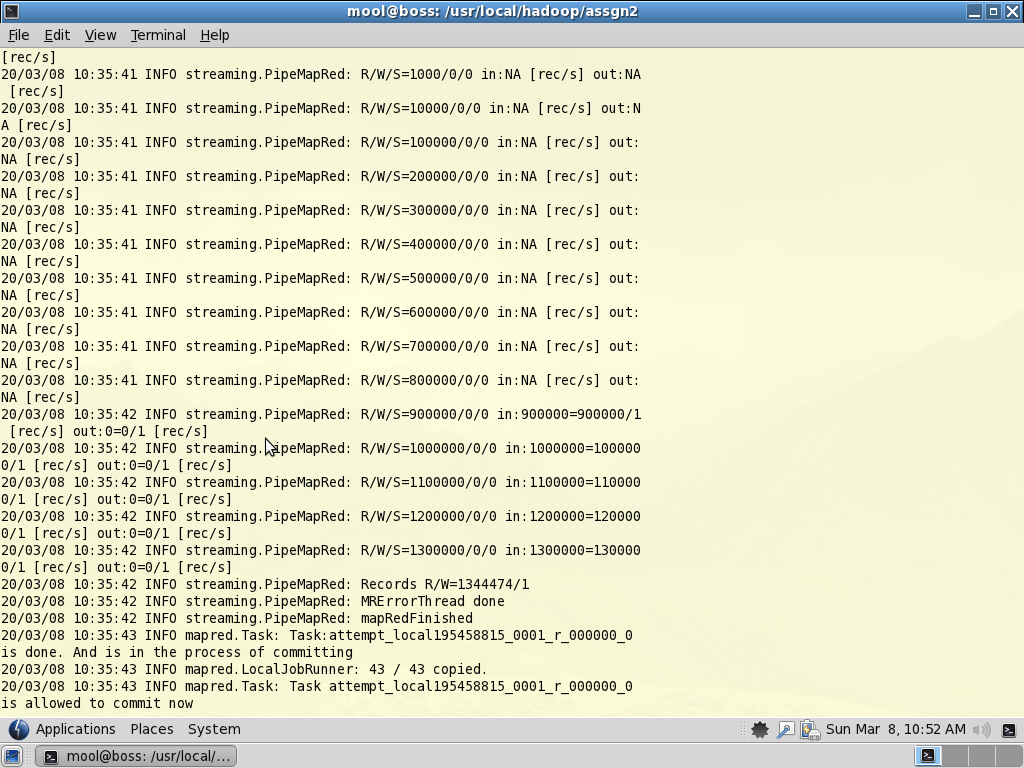 mool@boss: /usr/local/hadoop/assgn2
File Edit View Terminal Help
[rec/s]
20/03/08 10:35:41 INFO streaming.PipeMapRed: R/W/S=1000/0/0 in:NA [rec/s] out:NA
 [rec/s]
20/03/08 10:35:41 INFO streaming.PipeMapRed: R/W/S=10000/0/0 in:NA [rec/s] out:N
A [rec/s]
20/03/08 10:35:41 INFO streaming.PipeMapRed: R/W/S=100000/0/0 in:NA [rec/s] out:
NA [rec/s]
20/03/08 10:35:41 INFO streaming.PipeMapRed: R/W/S=200000/0/0 in:NA [rec/s] out:
NA [rec/s]
20/03/08 10:35:41 INFO streaming.PipeMapRed: R/W/S=300000/0/0 in:NA [rec/s] out:
NA [rec/s]
20/03/08 10:35:41 INFO streaming.PipeMapRed: R/W/S=400000/0/0 in:NA [rec/s] out:
NA [rec/s]
20/03/08 10:35:41 INFO streaming.PipeMapRed: R/W/S=500000/0/0 in:NA [rec/s] out:
NA [rec/s]
20/03/08 10:35:41 INFO streaming.PipeMapRed: R/W/S=600000/0/0 in:NA [rec/s] out:
NA [rec/s]
20/03/08 10:35:41 INFO streaming.PipeMapRed: R/W/S=700000/0/0 in:NA [rec/s] out:
NA [rec/s]
20/03/08 10:35:41 INFO streaming.PipeMapRed: R/W/S=800000/0/0 in:NA [rec/s] out:
NA [rec/s]
20/03/08 10:35:42 INFO streaming.PipeMapRed: R/W/S=900000/0/0 in:900000=900000/1
 [rec/s] out:0=0/1 [rec/s]
20/03/08 10:35:42 INFO streaming.PipeMapRed: R/W/S=1000000/0/0 in:1000000=100000
0/1 [rec/s] out:0=0/1 [rec/s]
20/03/08 10:35:42 INFO streaming.PipeMapRed: R/W/S=1100000/0/0 in:1100000=110000
0/1 [rec/s] out:0=0/1 [rec/s]
20/03/08 10:35:42 INFO streaming.PipeMapRed: R/W/S=1200000/0/0 in:1200000=120000
0/1 [rec/s] out:0=0/1 [rec/s]
20/03/08 10:35:42 INFO streaming.PipeMapRed: R/W/S=1300000/0/0 in:1300000=130000
0/1 [rec/s] out:0=0/1 [rec/s]
20/03/08 10:35:42 INFO streaming.PipeMapRed: Records R/W=1344474/1
20/03/08 10:35:42 INFO streaming.PipeMapRed: MRErrorThread done
20/03/08 10:35:42 INFO streaming.PipeMapRed: mapRedFinished
20/03/08 10:35:43 INFO mapred.Task: Task:attempt_local195458815_0001_r_000000_0
is done. And is in the process of committing
20/03/08 10:35:43 INFO mapred.LocalJobRunner: 43 / 43 copied.
20/03/08 10:35:43 INFO mapred.Task: Task attempt_local195458815_0001_r_000000_0
is allowed to commit now
Applications Places System Sun Mar 8, 10:52 AM
mool@boss: /usr/local/...